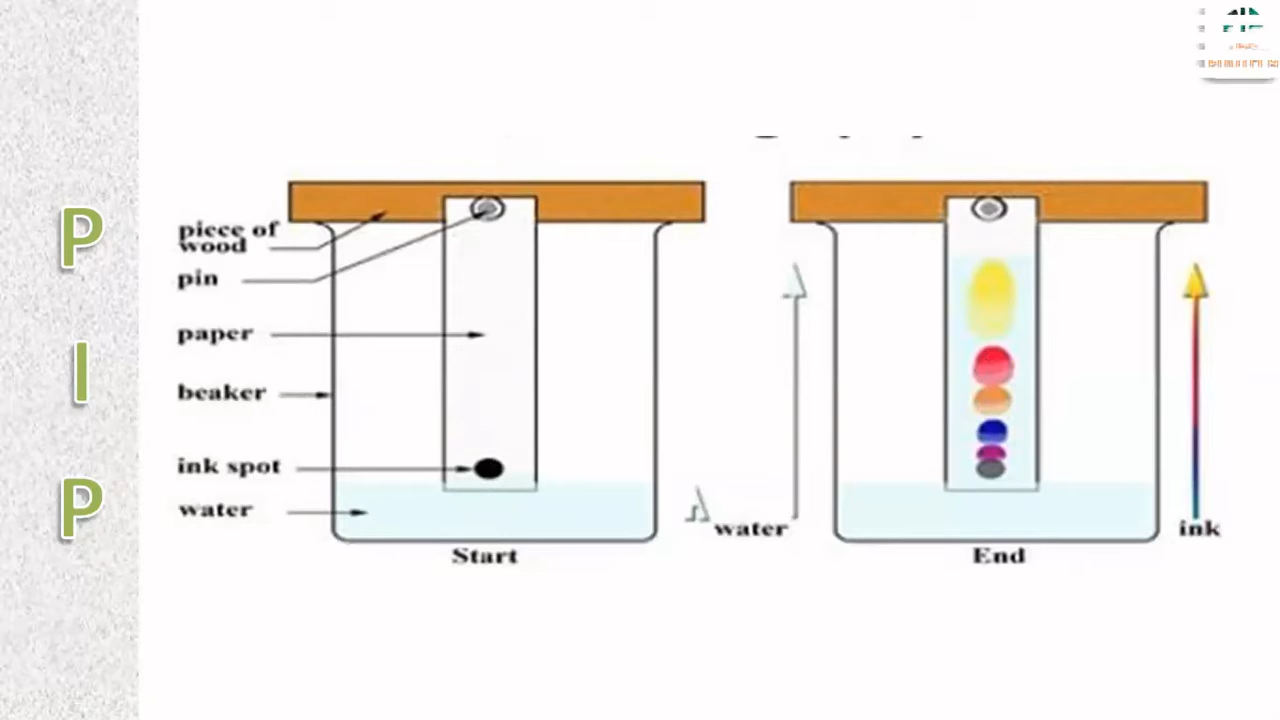 P
I
P
piece of
wood
pin
paper
beaker
ink spot
water
Start
water
End
ink